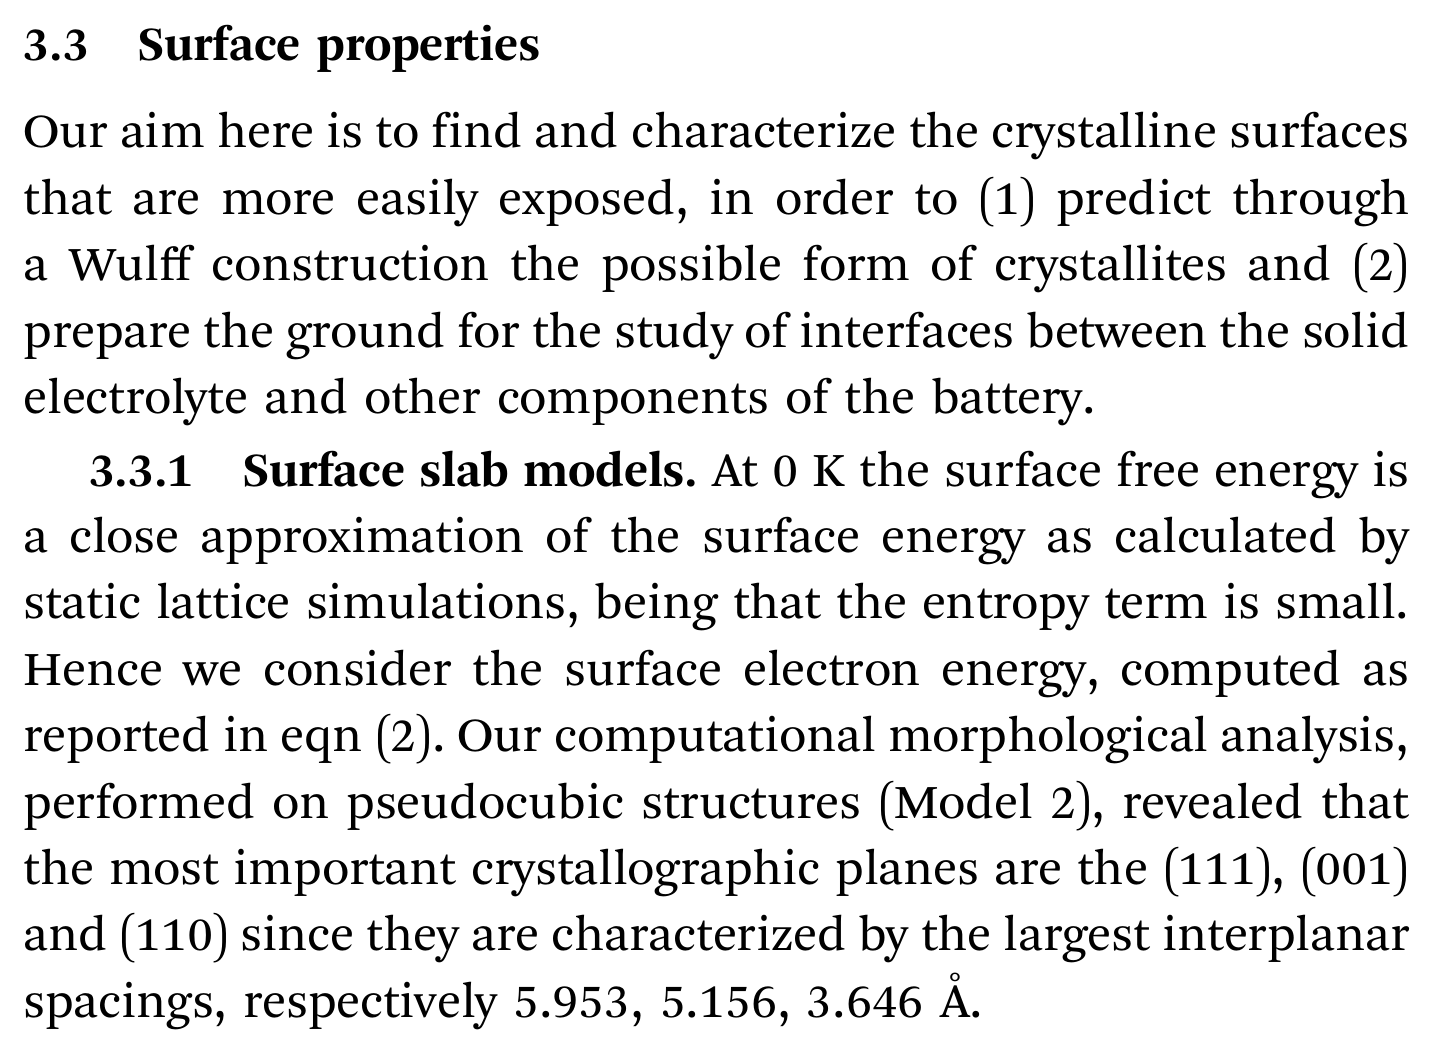 3.3 Surface properties
Our aim here is to find and characterize the crystalline surfaces
that are more easily exposed, in order to (1) predict through
a Wulff construction the possible form of crystallites and (2)
prepare the ground for the study of interfaces between the solid
electrolyte and other components of the battery.
3.3.1 Surface slab models. At 0 K the surface free energy is
a close approximation of the surface energy as calculated by
static lattice simulations, being that the entropy term is small.
Hence we consider the surface electron energy, computed as
reported in eqn (2). Our computational morphological analysis,
performed on pseudocubic structures (Model 2), revealed that
the most important crystallographic planes are the (111), (001)
and (110) since they are characterized by the largest interplanar
spacings, respectively 5.953, 5.156, 3.646 Å.